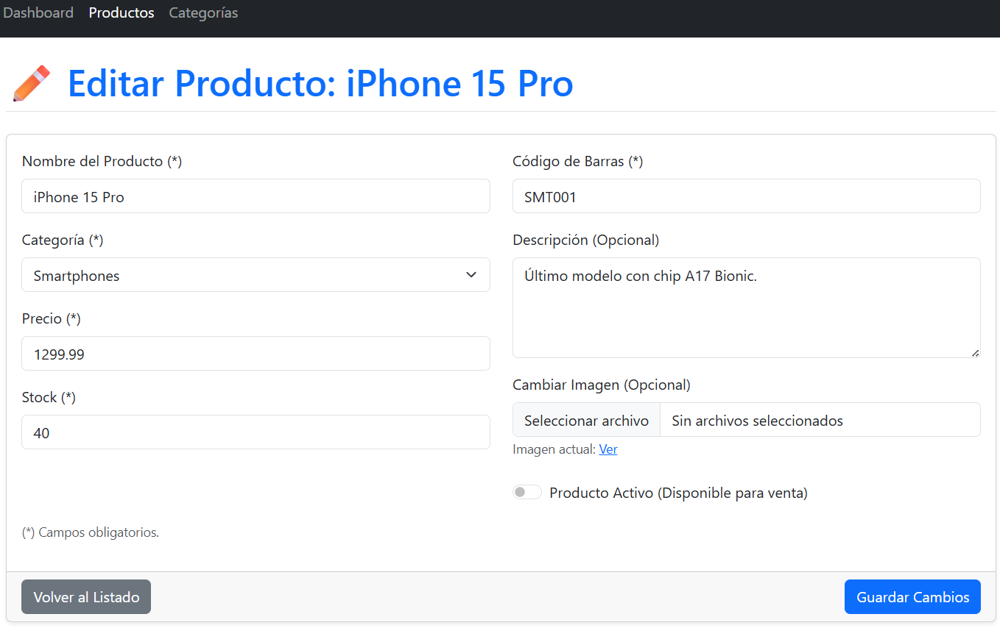 Dashboard Productos Categorías
Editar Producto: iPhone 15 Pro
Nombre del Producto (*)
iPhone 15 Pro
Categoría (*)
Smartphones
Precio (*)
1299.99
Stock (*)
40
Código de Barras (*)
SMT001
Descripción (Opcional)
Último modelo con chip A17 Bionic.
Cambiar Imagen (Opcional)
Seleccionar archivo Sin archivos seleccionados
Imagen actual: Ver
Producto Activo (Disponible para venta)
(*) Campos obligatorios.
Volver al Listado
Guardar Cambios